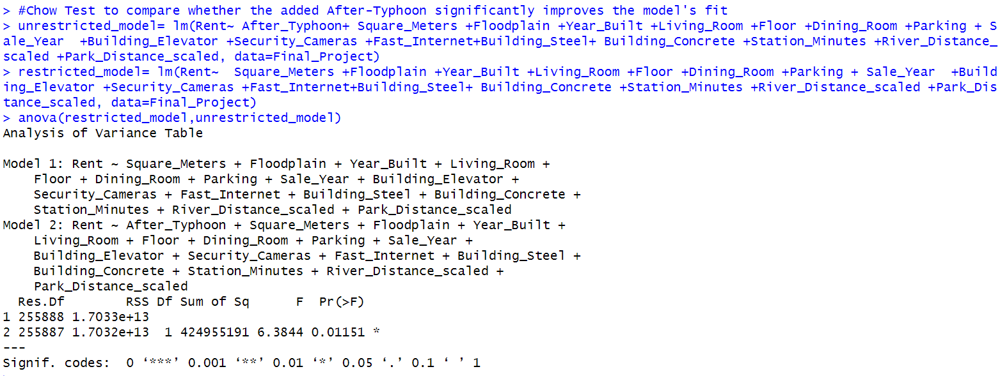 > #Chow Test to compare whether the added After-Typhoon significantly improves the model's fit
> unrestricted_model= lm(Rent~ After_Typhoon+ Square_Meters +Floodplain +Year_Built +Living_Room +Floor +Dining_Room +Parking + S
ale_Year  +Building_Elevator +Security_Cameras +Fast_Internet+Building_Steel+ Building_Concrete +Station_Minutes +River_Distance_
scaled +Park_Distance_scaled, data=Final_Project)
> restricted_model= lm(Rent~  Square_Meters +Floodplain +Year_Built +Living_Room +Floor +Dining_Room +Parking + Sale_Year  +Build
ing_Elevator +Security_Cameras +Fast_Internet+Building_Steel+ Building_Concrete +Station_Minutes +River_Distance_scaled +Park_Dis
tance_scaled, data=Final_Project)
> anova(restricted_model,unrestricted_model)
Analysis of Variance Table

Model 1: Rent ~ Square_Meters + Floodplain + Year_Built + Living_Room +
    Floor + Dining_Room + Parking + Sale_Year + Building_Elevator +
    Security_Cameras + Fast_Internet + Building_Steel + Building_Concrete +
    Station_Minutes + River_Distance_scaled + Park_Distance_scaled
Model 2: Rent ~ After_Typhoon + Square_Meters + Floodplain + Year_Built +
    Living_Room + Floor + Dining_Room + Parking + Sale_Year +
    Building_Elevator + Security_Cameras + Fast_Internet + Building_Steel +
    Building_Concrete + Station_Minutes + River_Distance_scaled +
    Park_Distance_scaled
  Res.Df        RSS Df Sum of Sq      F  Pr(>F)
1 255888 1.7033e+13
2 255887 1.7032e+13  1 424955191 6.3844 0.01151 *
---
Signif. codes:  0 ‘***’ 0.001 ‘**’ 0.01 ‘*’ 0.05 ‘.’ 0.1 ‘ ’ 1